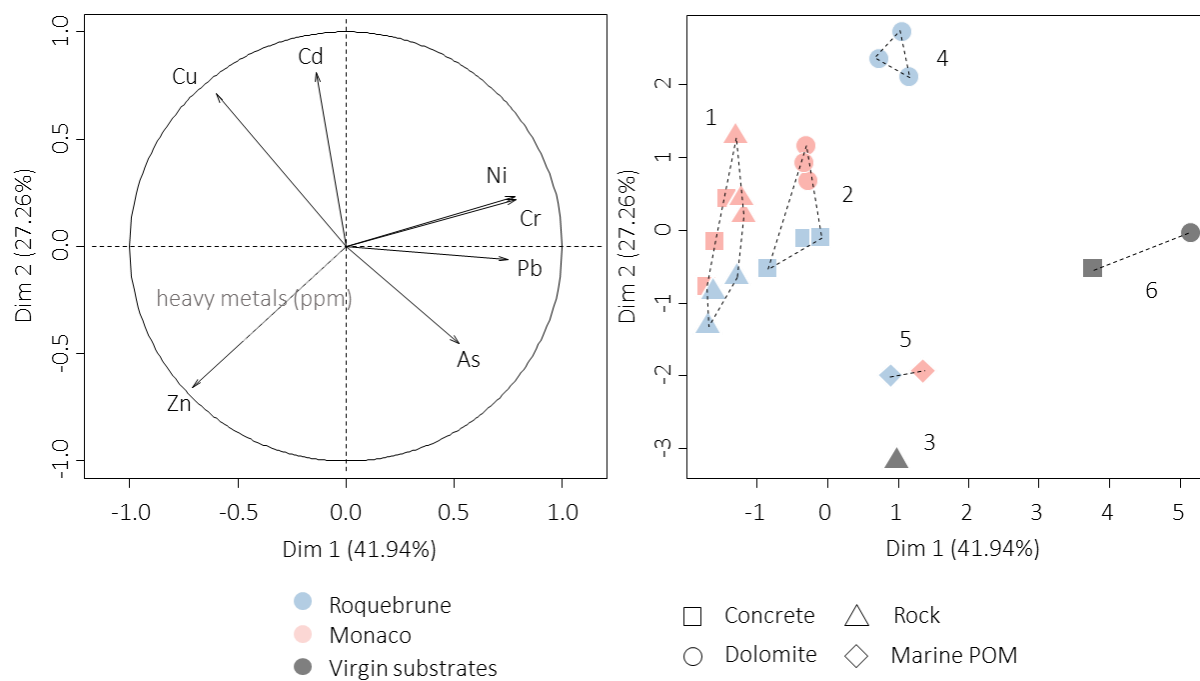 Cu
Cd
Ni
Cr
Pb
As
Zn
heavy metals (ppm)
Dim 2 (27.26%)
1.0
0.5
0.0
-0.5
-1.0
-1.0
-0.5
0.0
0.5
1.0
Dim 1 (41.94%)
Dim 2 (27.26%)
2
1
0
-1
-2
-3
1
2
3
4
5
6
-1
0
1
2
3
4
5
Dim 1 (41.94%)
Roquebrune
Monaco
Virgin substrates
Concrete
Rock
Dolomite
Marine POM